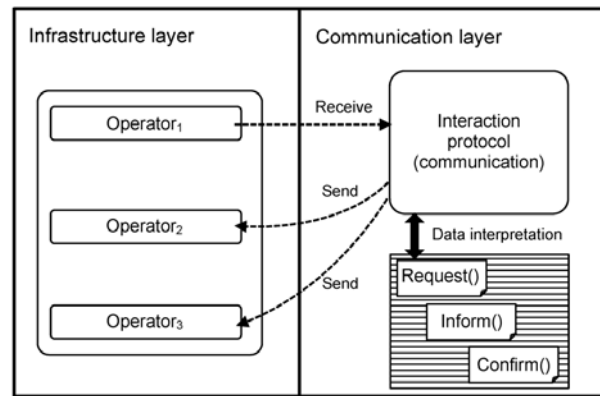 Infrastructure layer
Communication layer
Operator₁
Receive
Interaction
protocol
(communication)
Send
Operator₂
Data interpretation
Request()
Send
Inform()
Operator₃
Confirm()